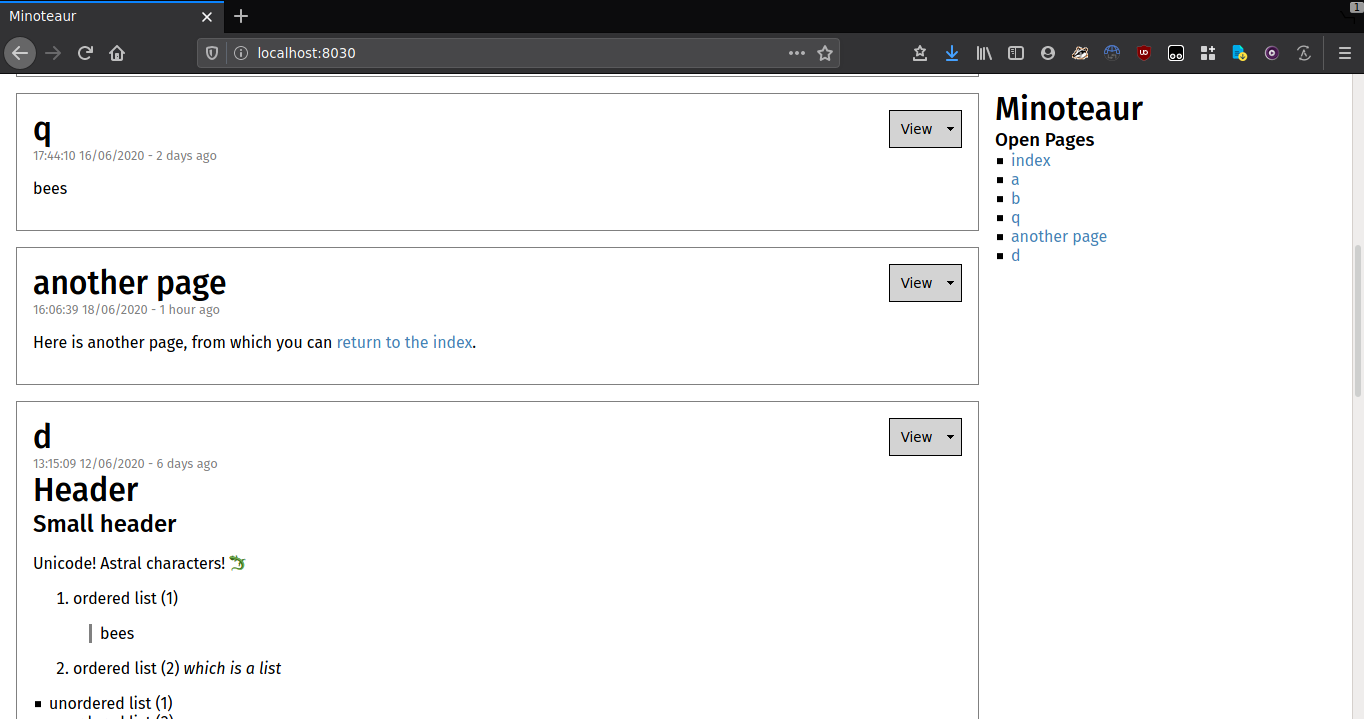 Minoteaur
1
localhost:8030
q
View
17:44:10 16/06/2020 - 2 days ago
bees
another page
View
16:06:39 18/06/2020 - 1 hour ago
Here is another page, from which you can return to the index.
d
View
13:15:09 12/06/2020 - 6 days ago
Header
Small header
Unicode! Astral characters! 🐉
1. ordered list (1)
bees
2. ordered list (2) which is a list
▪ unordered list (1)
Minoteaur
Open Pages
▪ index
▪ a
▪ b
▪ q
▪ another page
▪ d